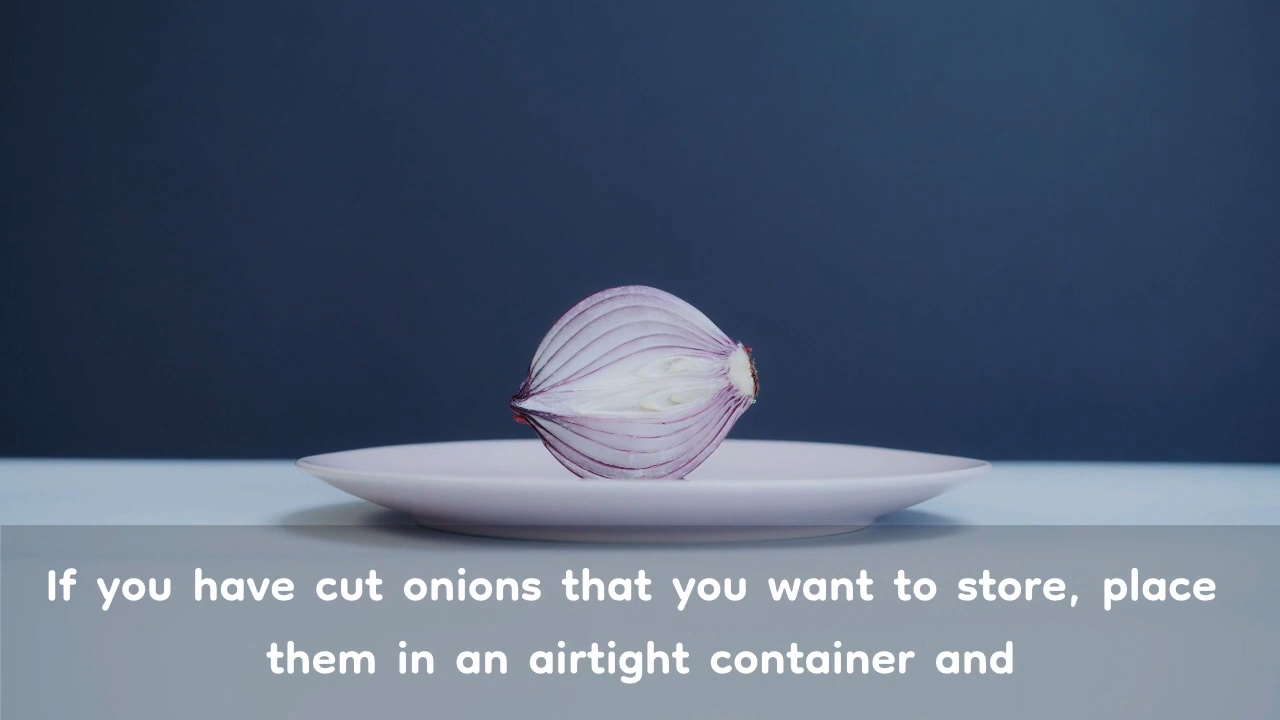 If you have cut onions that you want to store, place
them in an airtight container and